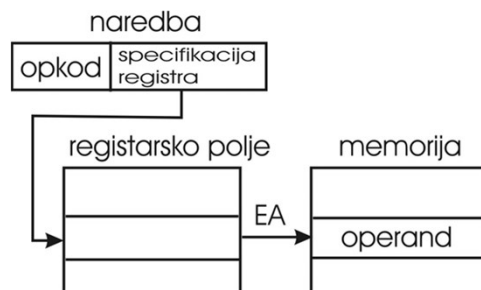 naredba
opkod
specifikacija
registra
registarsko polje
memorija
EA
operand